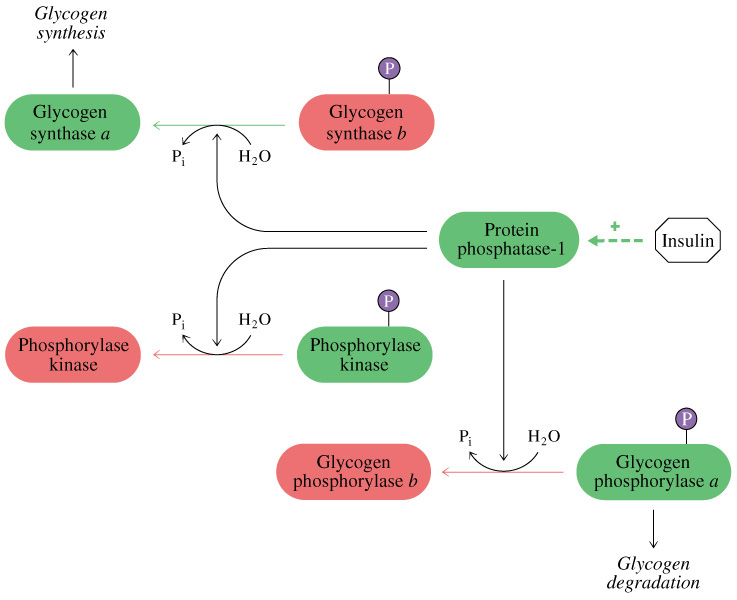 Glycogen
synthesis
P
Glycogen
synthase a
Glycogen
synthase b
Pi
H2O
Protein
phosphatase-1
+
Insulin
P
Pi
H2O
Phosphorylase
kinase
Phosphorylase
kinase
P
Pi
H2O
Glycogen
phosphorylase b
Glycogen
phosphorylase a
Glycogen
degradation